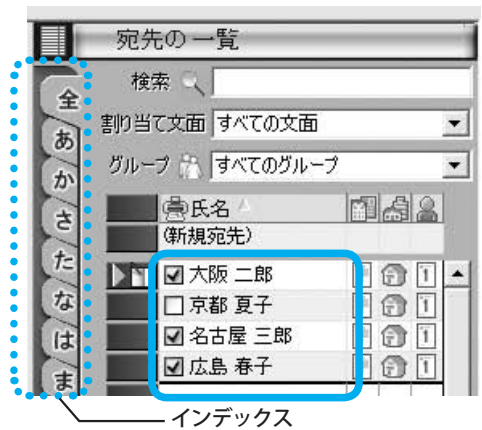 宛先の一覧
検索
割り当て文面 すべての文面
グループ すべてのグループ
氏名
(新規宛先)
大阪 二郎
京都 夏子
名古屋 三郎
広島 春子
全
あ
か
さ
た
な
は
ま
インデックス